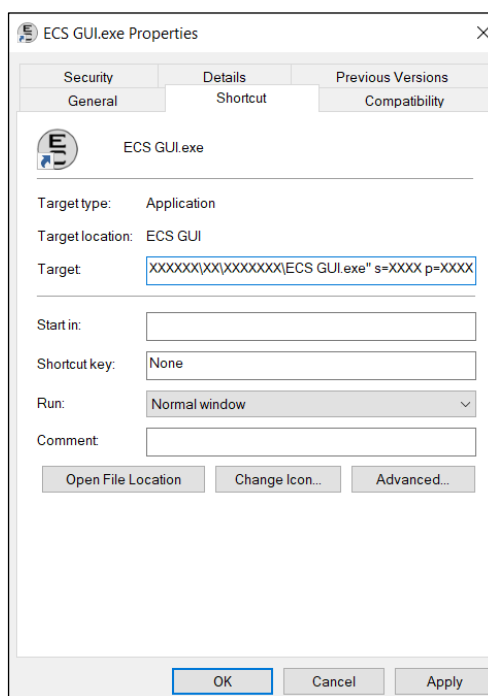 ECS GUI.exe Properties
Security Details Previous Versions
General Shortcut Compatibility
ECS GUI.exe
Target type: Application
Target location: ECS GUI
Target: XXXXXX\XX\XXXXXXX\ECS GUI.exe" s=XXXX p=XXXX
Start in:
Shortcut key: None
Run: Normal window
Comment:
Open File Location Change Icon... Advanced...
OK Cancel Apply